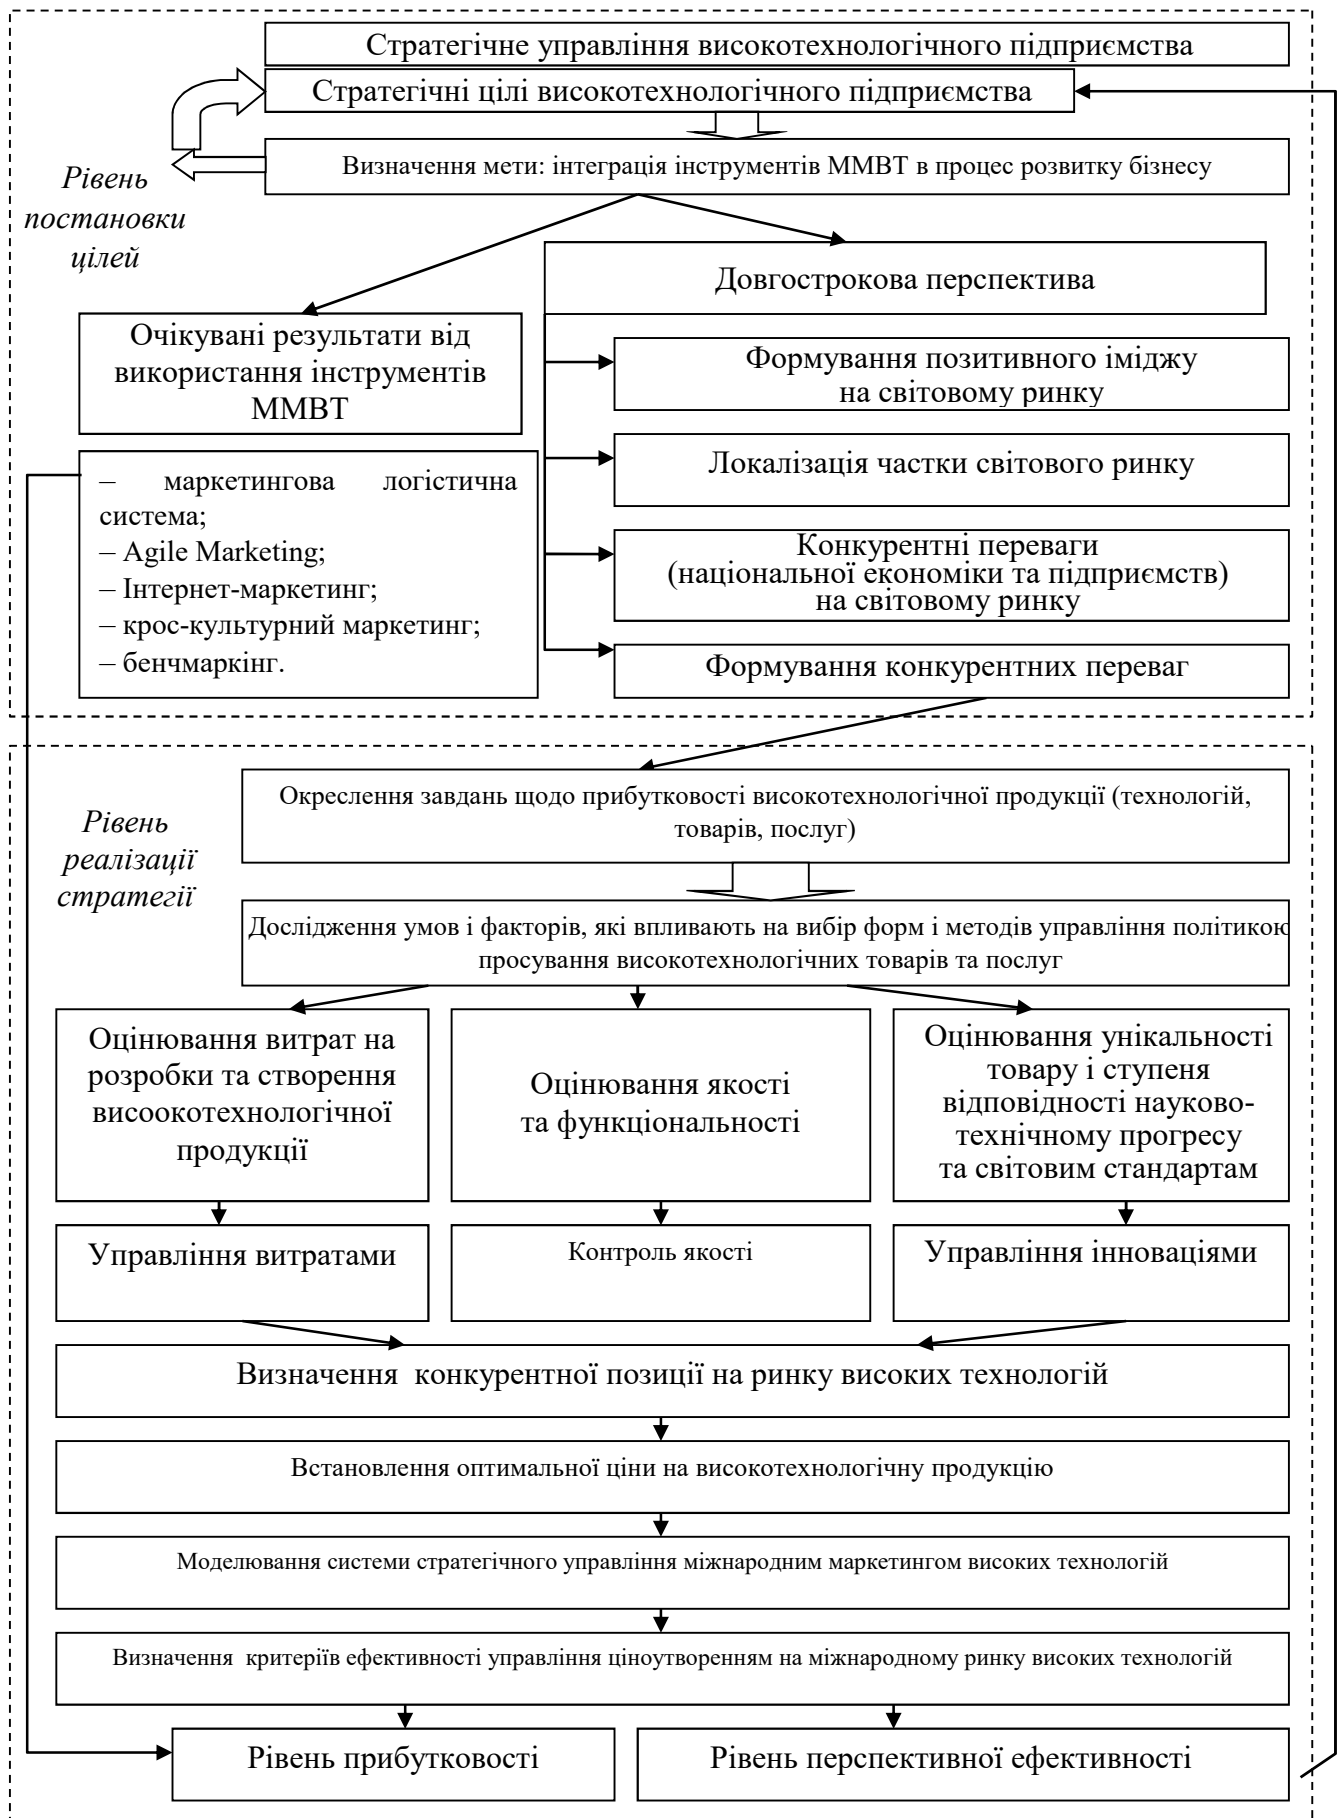 Стратегічне управління високотехнологічного підприємства
Стратегічні цілі високотехнологічного підприємства
Визначення мети: інтеграція інструментів ММВТ в процес розвитку бізнесу
Рівень
постановки
цілей
Довгострокова перспектива
Очікувані результати від
використання інструментів
ММВТ
Формування позитивного іміджу
на світовому ринку
Локалізація частки світового ринку
– маркетингова логістична
система;
– Agile Marketing;
– Інтернет-маркетинг;
– крос-культурний маркетинг;
– бенчмаркінг.
Конкурентні переваги
(національної економіки та підприємств)
на світовому ринку
Формування конкурентних переваг
Рівень
реалізації
стратегії
Окреслення завдань щодо прибутковості високотехнологічної продукції (технологій,
товарів, послуг)
Дослідження умов і факторів, які впливають на вибір форм і методів управління політикою
просування високотехнологічних товарів та послуг
Оцінювання витрат на
розробки та створення
висоокотехнологічної
продукції
Оцінювання якості
та функціональності
Оцінювання унікальності
товару і ступеня
відповідності науково-
технічному прогресу
та світовим стандартам
Управління витратами
Контроль якості
Управління інноваціями
Визначення  конкурентної позиції на ринку високих технологій
Встановлення оптимальної ціни на високотехнологічну продукцію
Моделювання системи стратегічного управління міжнародним маркетингом високих технологій
Визначення  критеріїв ефективності управління ціноутворенням на міжнародному ринку високих технологій
Рівень прибутковості
Рівень перспективної ефективності